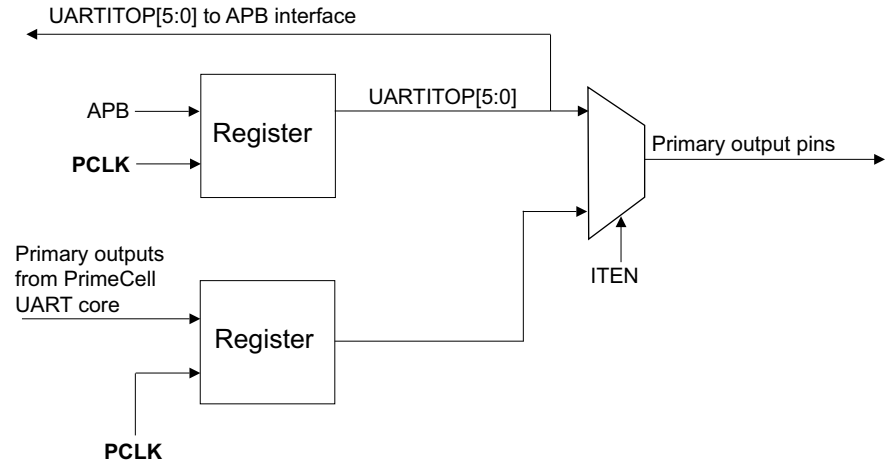 UARTITOP[5:0] to APB interface
APB
UARTITOP[5:0]
Register
PCLK
Primary output pins
Primary outputs
from PrimeCell
UART core
ITEN
Register
PCLK